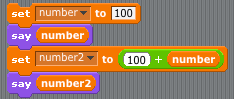 set number to 100
say number
set number2 to 100 + number
say number2